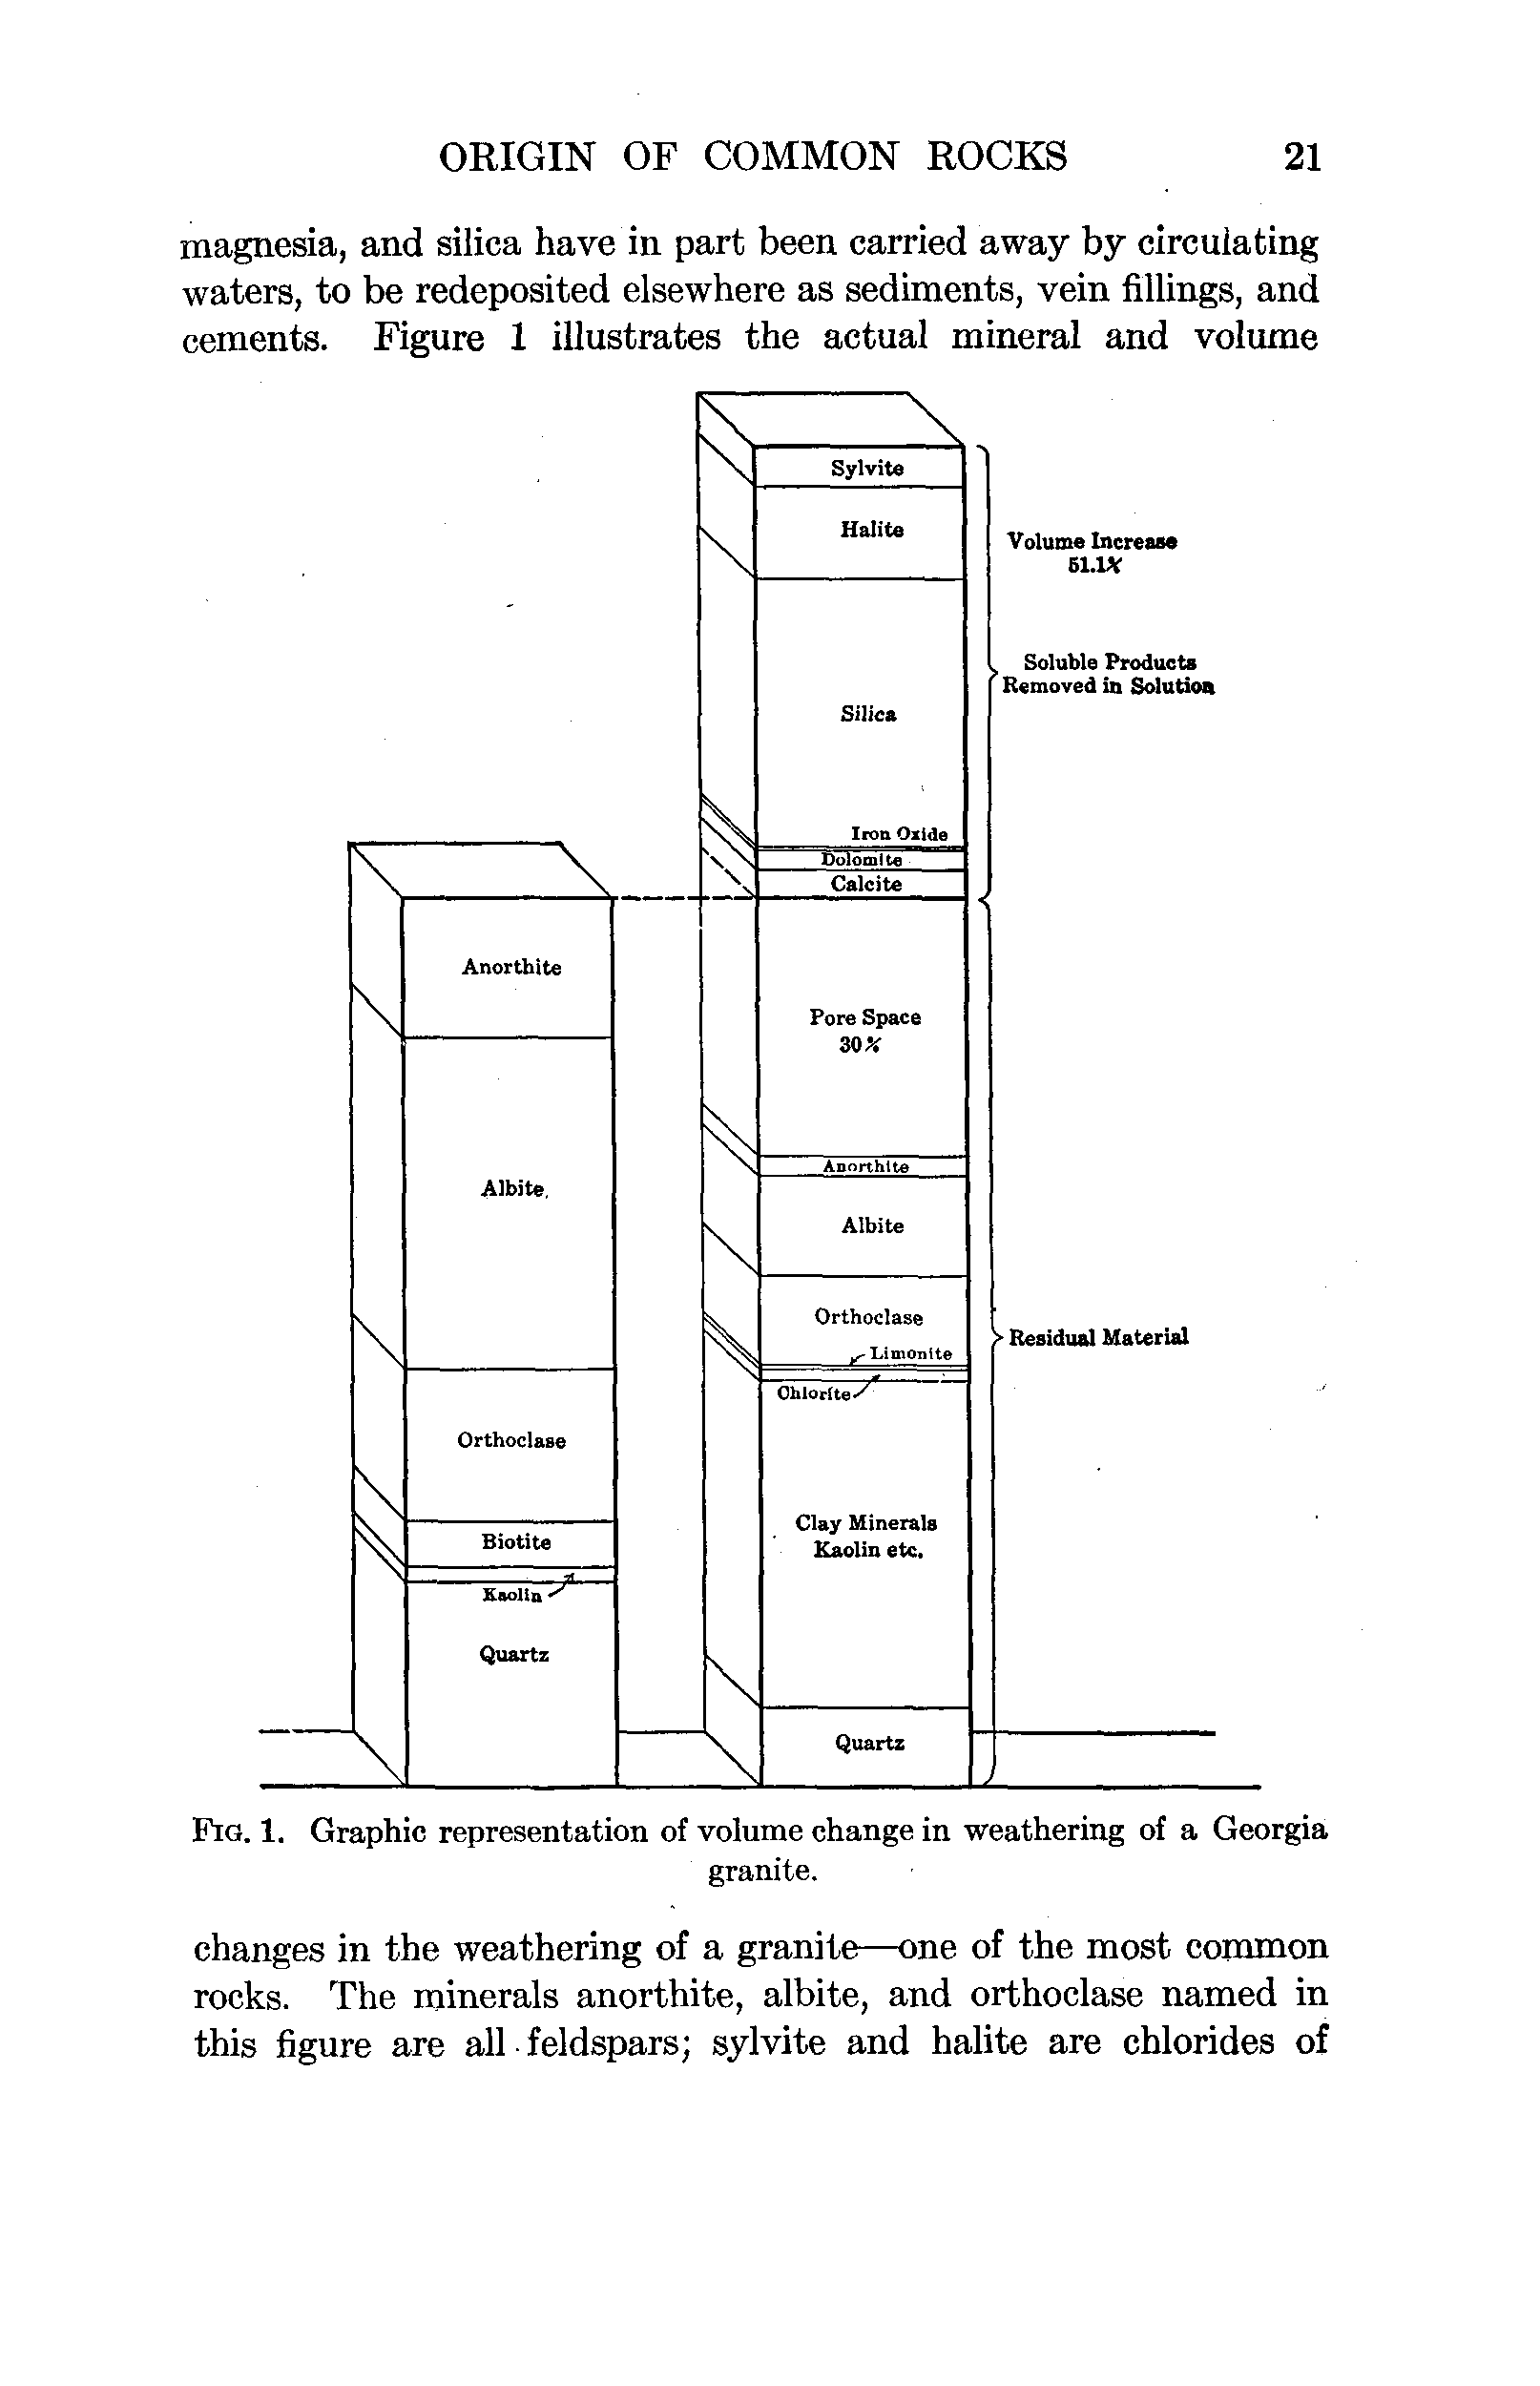 ORIGIN OF COMMON ROCKS 21
magnesia, and silica have in part been carried away by circulating
waters, to be redeposited elsewhere as sediments, vein fillings, and
cements. Figure 1 illustrates the actual mineral and volume
Sylvite
Halite
Volume Increase
51.1%
Soluble Products
Removed in Solution
Silica
Iron Oxide
Dolomite
Calcite
Anorthite
Pore Space
30%
Anorthite
Albite
Albite
Orthoclase
Limonite
Residual Material
Chlorite
Orthoclase
Clay Minerals
Kaolin etc.
Biotite
Kaolin
Quartz
Quartz
FIG. 1. Graphic representation of volume change in weathering of a Georgia
granite.
changes in the weathering of a granite—one of the most common
rocks. The minerals anorthite, albite, and orthoclase named in
this figure are all feldspars; sylvite and halite are chlorides of